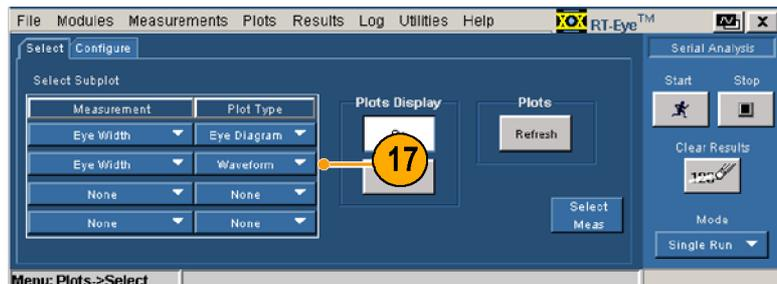 File Modules Measurements Plots Results Log Utilities Help RT-Eye™ X
Select Configure
Serial Analysis
Select Subplot
Start Stop
Measurement Plot Type
Plots Display
Plots
Eye Width Eye Diagram
Refresh
Clear Results
Eye Width Waveform
17
None None
None None
Select
Meas
Mode
Single Run
Menu: Plots->Select